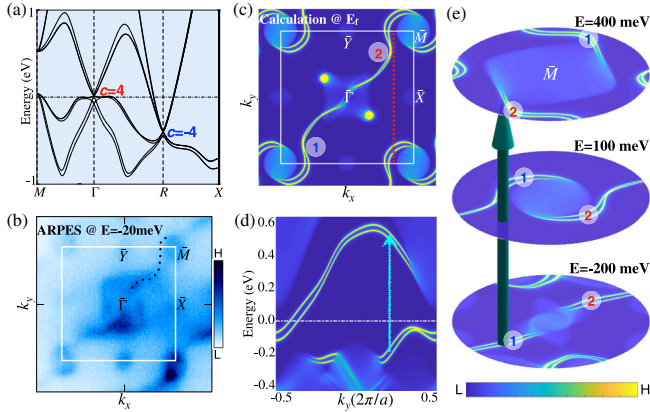 (a)
1
0
-1
Energy (eV)
c=4
c=-4
M
Γ
R
X
(b)
ARPES @ E=-20meV
Ȳ
M̄
Γ̄
X̄
k_y
k_x
H
L
(c)
Calculation @ E_f
Ȳ
M̄
2
Γ̄
X̄
1
k_y
k_x
(d)
0.6
0.4
0.2
0.0
-0.2
-0.4
Energy (eV)
-0.5
0.5
k_y(2π/a)
(e)
E=400 meV
1
M̄
2
E=100 meV
1
2
E=-200 meV
2
1
L
H